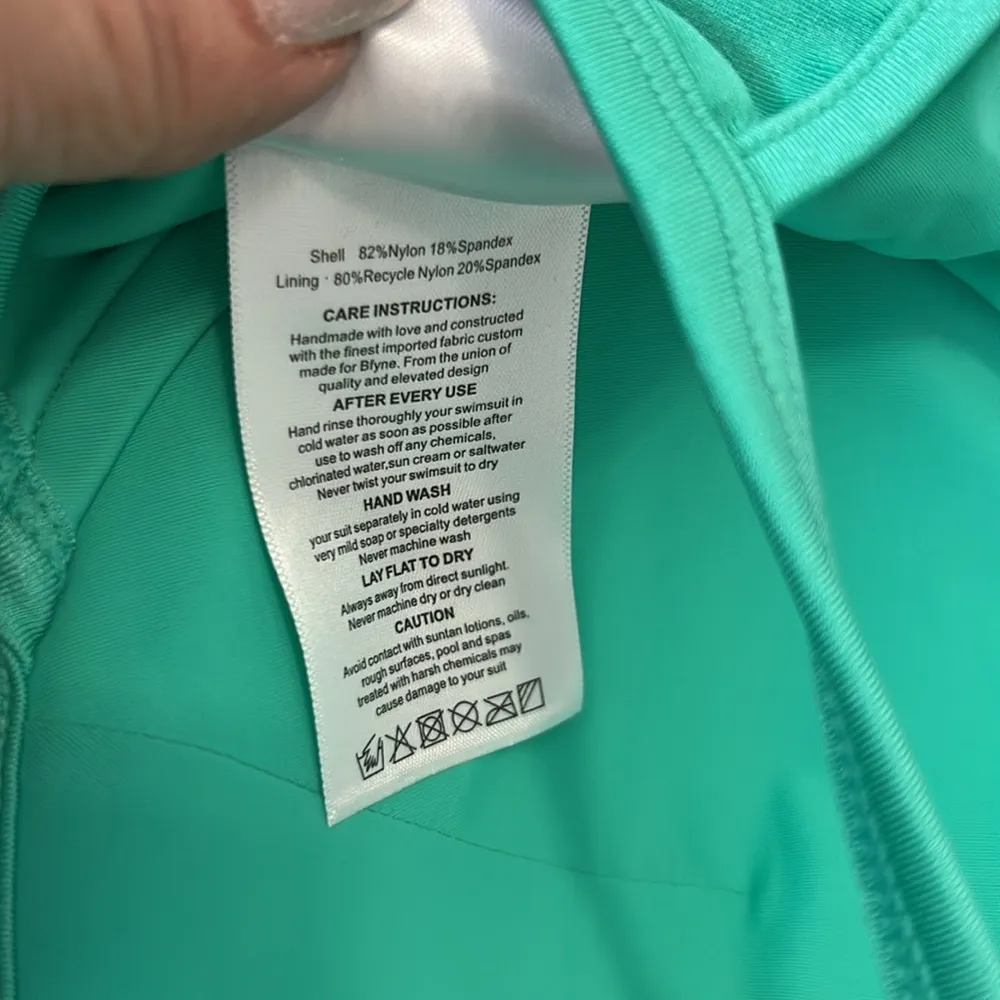 Shell 82%Nylon 18%Spandex
Lining · 80%Recycle Nylon 20%Spandex
CARE INSTRUCTIONS:
Handmade with love and constructed
with the finest imported fabric custom
made for Bfyne. From the union of
quality and elevated design
AFTER EVERY USE
Hand rinse thoroughly your swimsuit in
cold water as soon as possible after
use to wash off any chemicals,
chlorinated water,sun cream or saltwater
Never twist your swimsuit to dry
HAND WASH
your suit separately in cold water using
very mild soap or specialty detergents
Never machine wash
LAY FLAT TO DRY
Always away from direct sunlight.
Never machine dry or dry clean
CAUTION
Avoid contact with suntan lotions, oils,
rough surfaces, pool and spas
treated with harsh chemicals may
cause damage to your suit